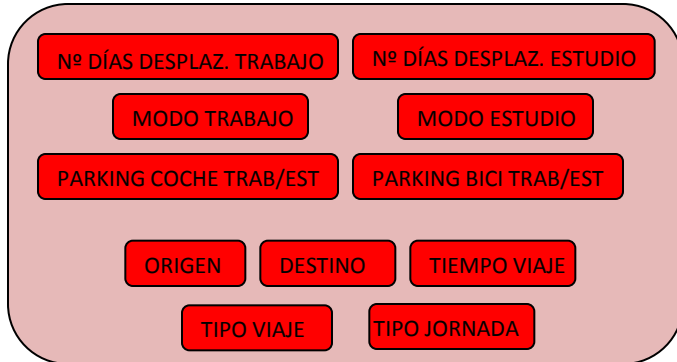 Nº DÍAS DESPLAZ. TRABAJO
Nº DÍAS DESPLAZ. ESTUDIO
MODO TRABAJO
MODO ESTUDIO
PARKING COCHE TRAB/EST
PARKING BICI TRAB/EST
ORIGEN
DESTINO
TIEMPO VIAJE
TIPO VIAJE
TIPO JORNADA